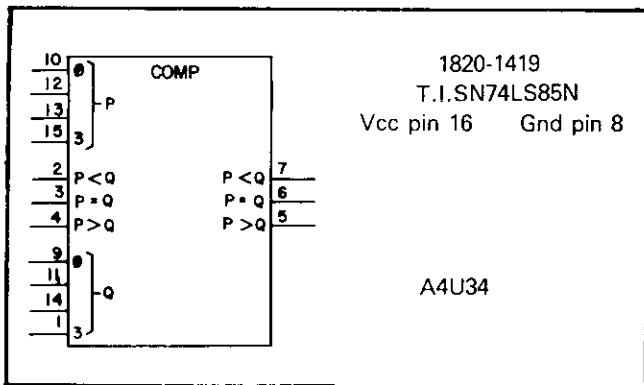 COMP
10 0
12
P
13
15 3
2 P<Q P<Q 7
3 P=Q P=Q 6
4 P>Q P>Q 5
9 0
11
Q
14
1 3
1820-1419
T.I.SN74LS85N
Vcc pin 16 Gnd pin 8
A4U34